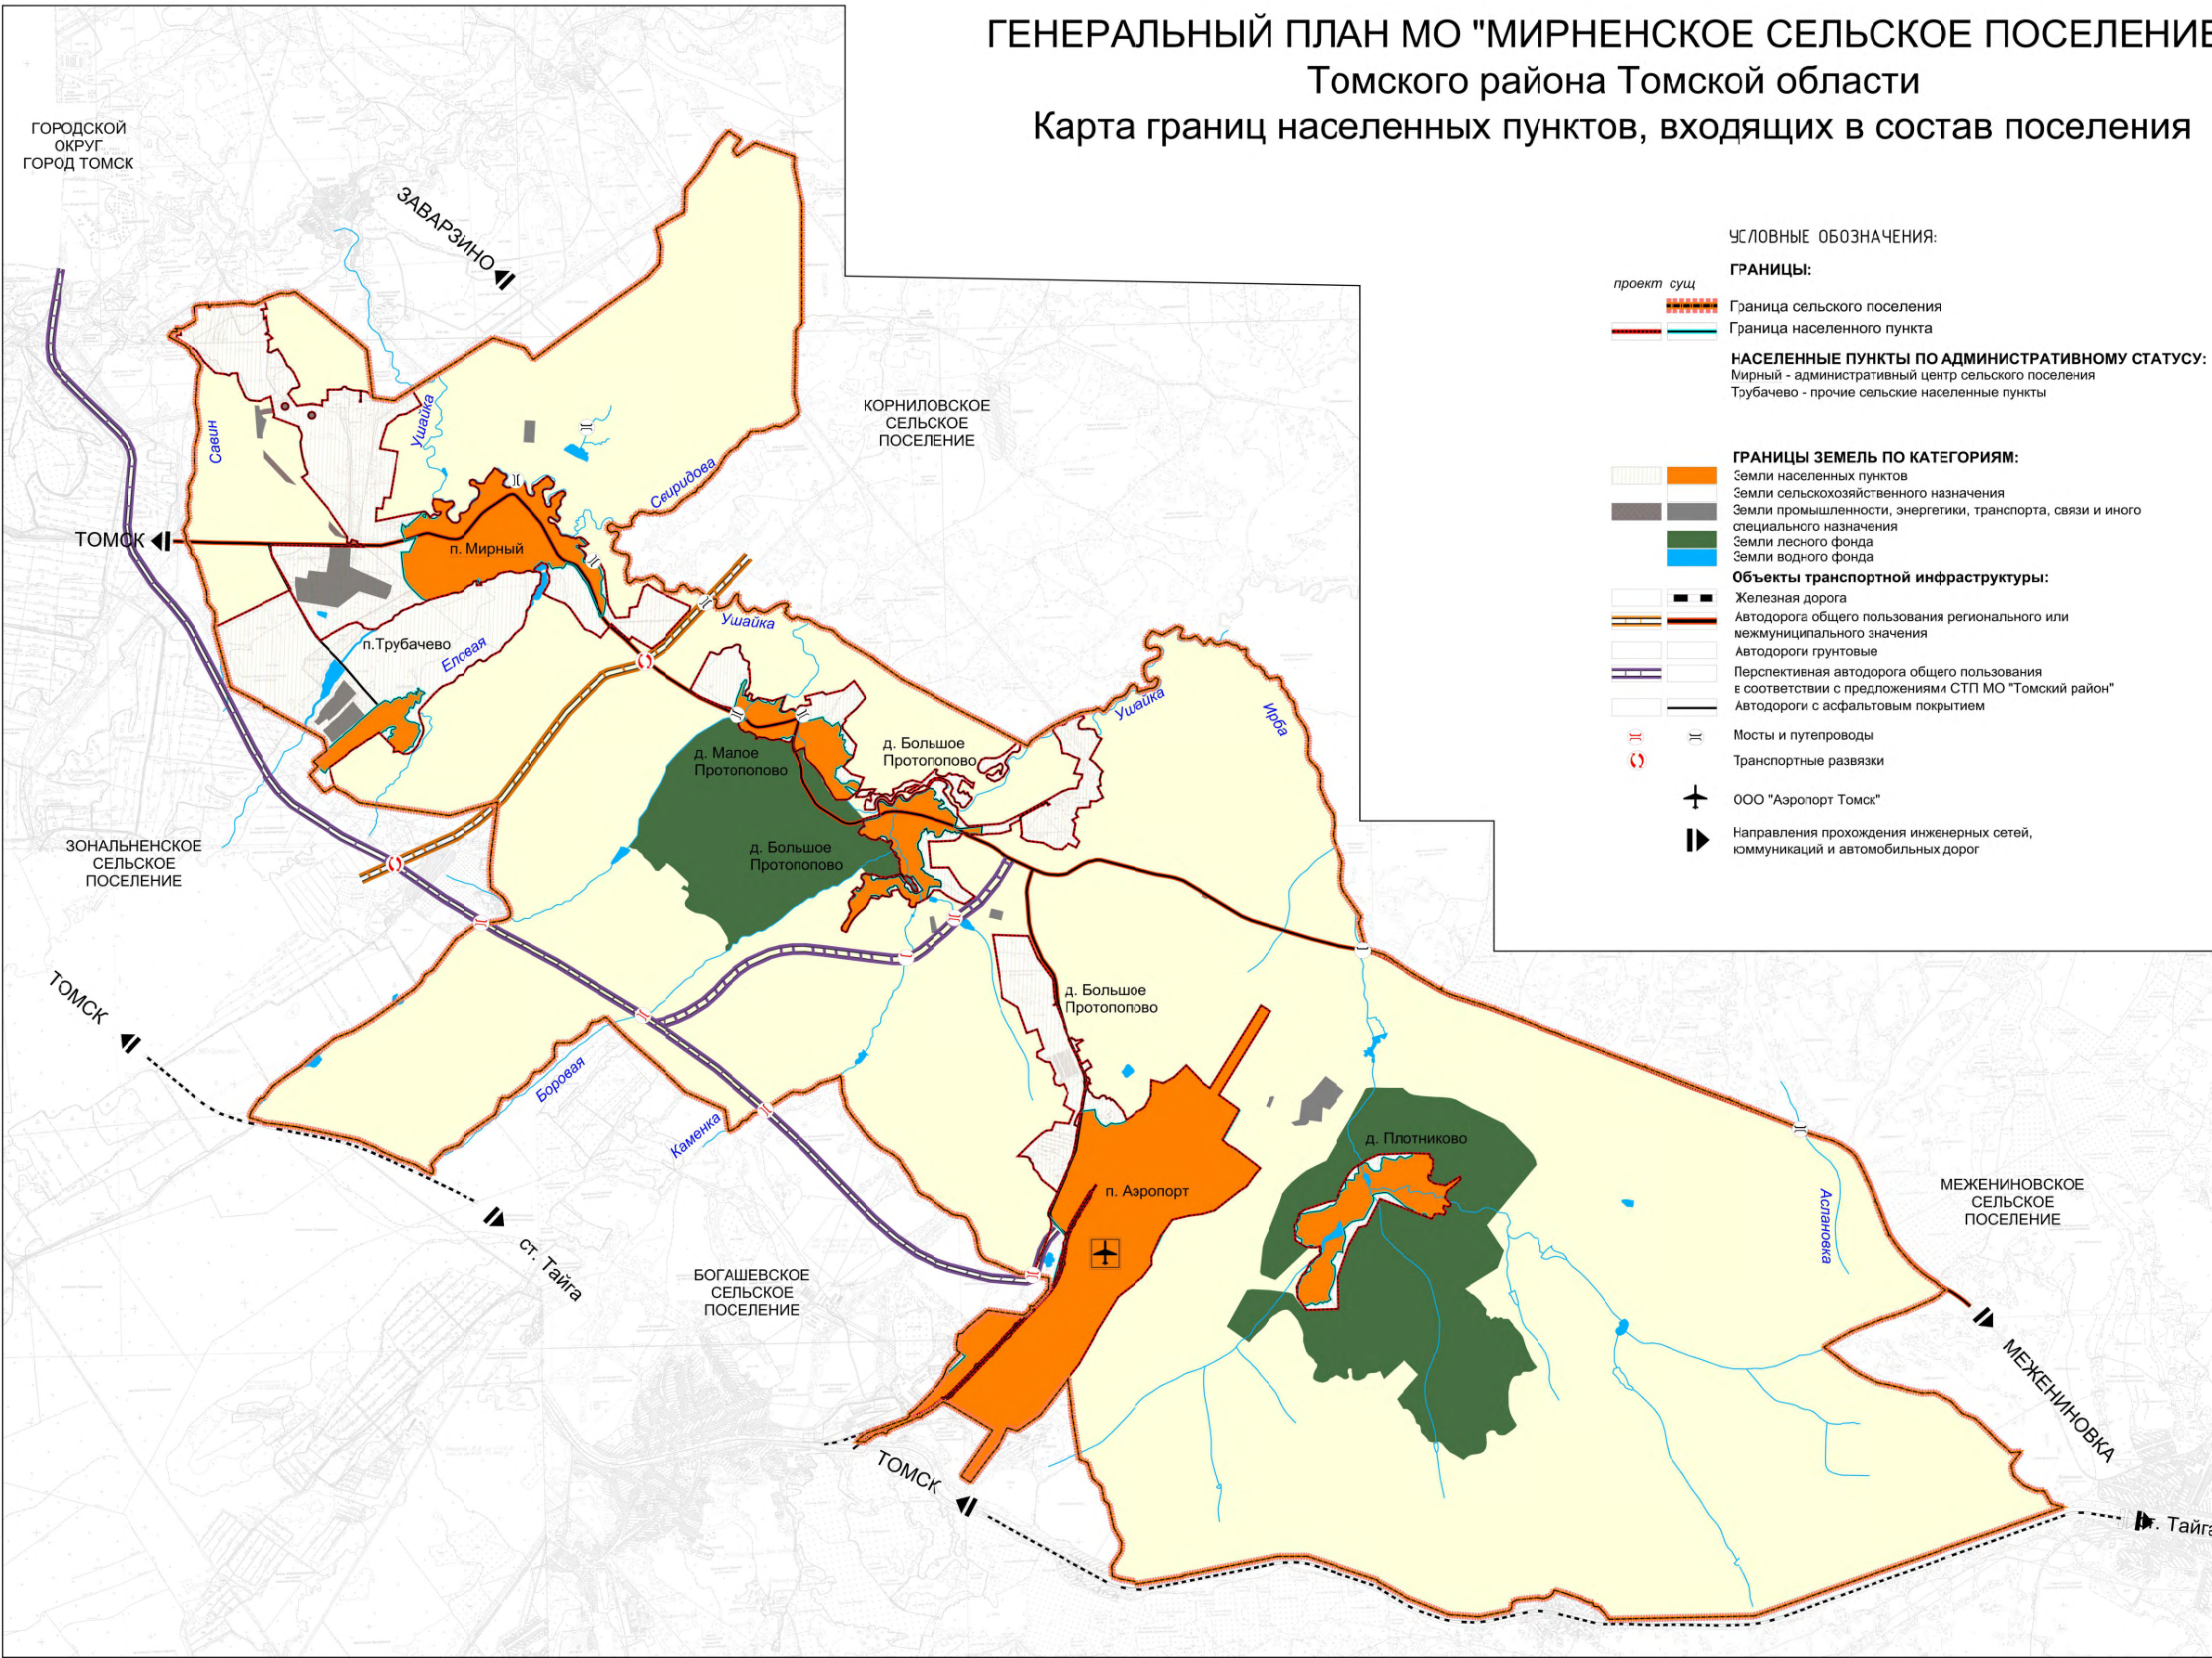 ГЕНЕРАЛЬНЫЙ ПЛАН МО "МИРНЕНСКОЕ СЕЛЬСКОЕ ПОСЕЛЕНИЕ
Томского района Томской области
Карта границ населенных пунктов, входящих в состав поселения
ГОРОДСКОЙ
ОКРУГ
ГОРОД ТОМСК
ЗАВАРЗИНО
УСЛОВНЫЕ ОБОЗНАЧЕНИЯ:
ГРАНИЦЫ:
проект сущ
Граница сельского поселения
Граница населенного пункта
НАСЕЛЕННЫЕ ПУНКТЫ ПО АДМИНИСТРАТИВНОМУ СТАТУСУ:
Мирный - административный центр сельского поселения
Трубачево - прочие сельские населенные пункты
ГРАНИЦЫ ЗЕМЕЛЬ ПО КАТЕГОРИЯМ:
Земли населенных пунктов
Земли сельскохозяйственного назначения
Земли промышленности, энергетики, транспорта, связи и иного
специального назначения
Земли лесного фонда
Земли водного фонда
Объекты транспортной инфраструктуры:
Железная дорога
Автодорога общего пользования регионального или
межмуниципального значения
Автодороги грунтовые
Перспективная автодорога общего пользования
в соответствии с предложениями СТП МО "Томский район"
Автодороги с асфальтовым покрытием
Мосты и путепроводы
Транспортные развязки
ООО "Аэропорт Томск"
Направления прохождения инженерных сетей,
коммуникаций и автомобильных дорог
КОРНИЛОВСКОЕ
СЕЛЬСКОЕ
ПОСЕЛЕНИЕ
Савин
Ушайка
Свиридова
ТОМСК
п. Мирный
Ушайка
п.Трубачево
Еловая
Ушайка
Ирба
д. Малое
Протопопово
д. Большое
Протопопово
ЗОНАЛЬНЕНСКОЕ
СЕЛЬСКОЕ
ПОСЕЛЕНИЕ
д. Большое
Протопопово
ТОМСК
д. Большое
Протопопово
Боровая
Каменка
д. Плотниково
п. Аэропорт
Аслановка
МЕЖЕНИНОВСКОЕ
СЕЛЬСКОЕ
ПОСЕЛЕНИЕ
ст. Тайга
БОГАШЕВСКОЕ
СЕЛЬСКОЕ
ПОСЕЛЕНИЕ
МЕЖЕНИНОВКА
ТОМСК
ст. Тайга